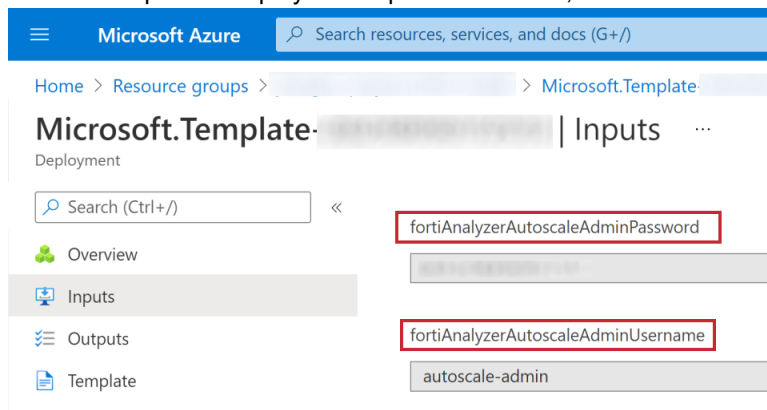 Microsoft Azure Search resources, services, and docs (G+/)
Home > Resource groups > > Microsoft.Template-
Microsoft.Template- | Inputs ...
Deployment
Search (Ctrl+/) «
fortiAnalyzerAutoscaleAdminPassword
Overview
Inputs
fortiAnalyzerAutoscaleAdminUsername
Outputs
autoscale-admin
Template